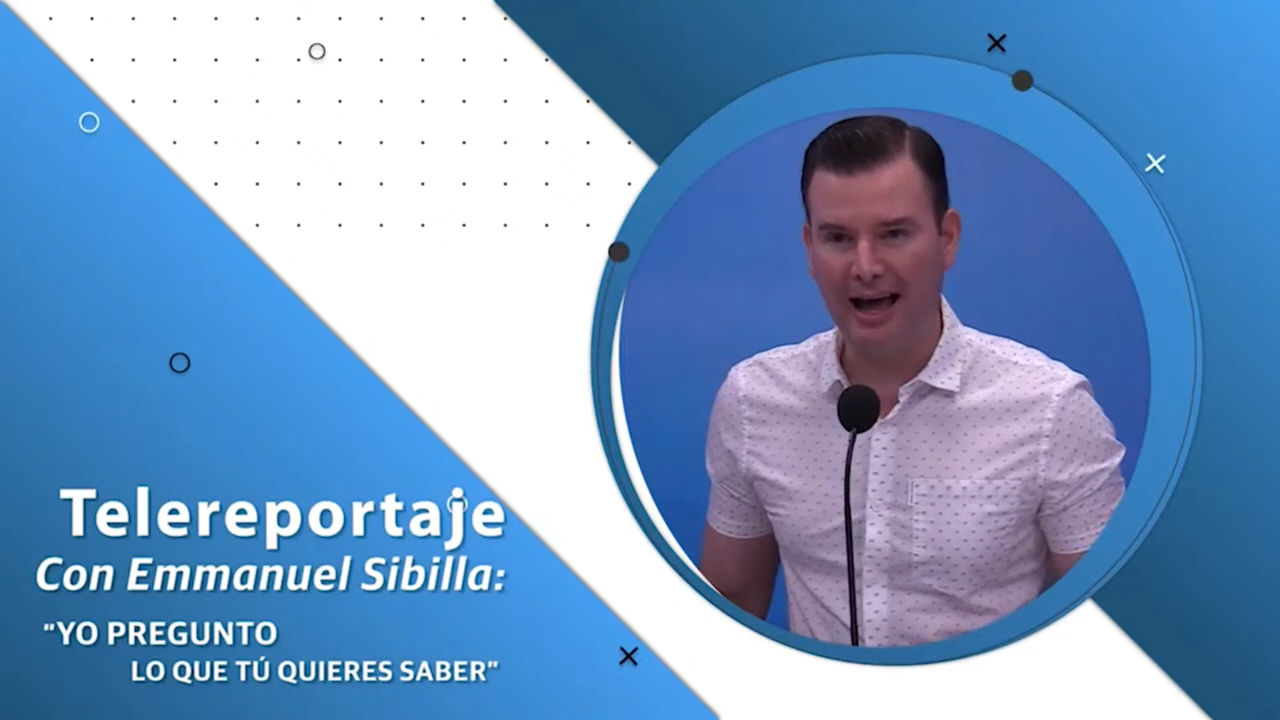 Telereportaje
Con Emmanuel Sibilla:
"YO PREGUNTO
LO QUE TÚ QUIERES SABER"